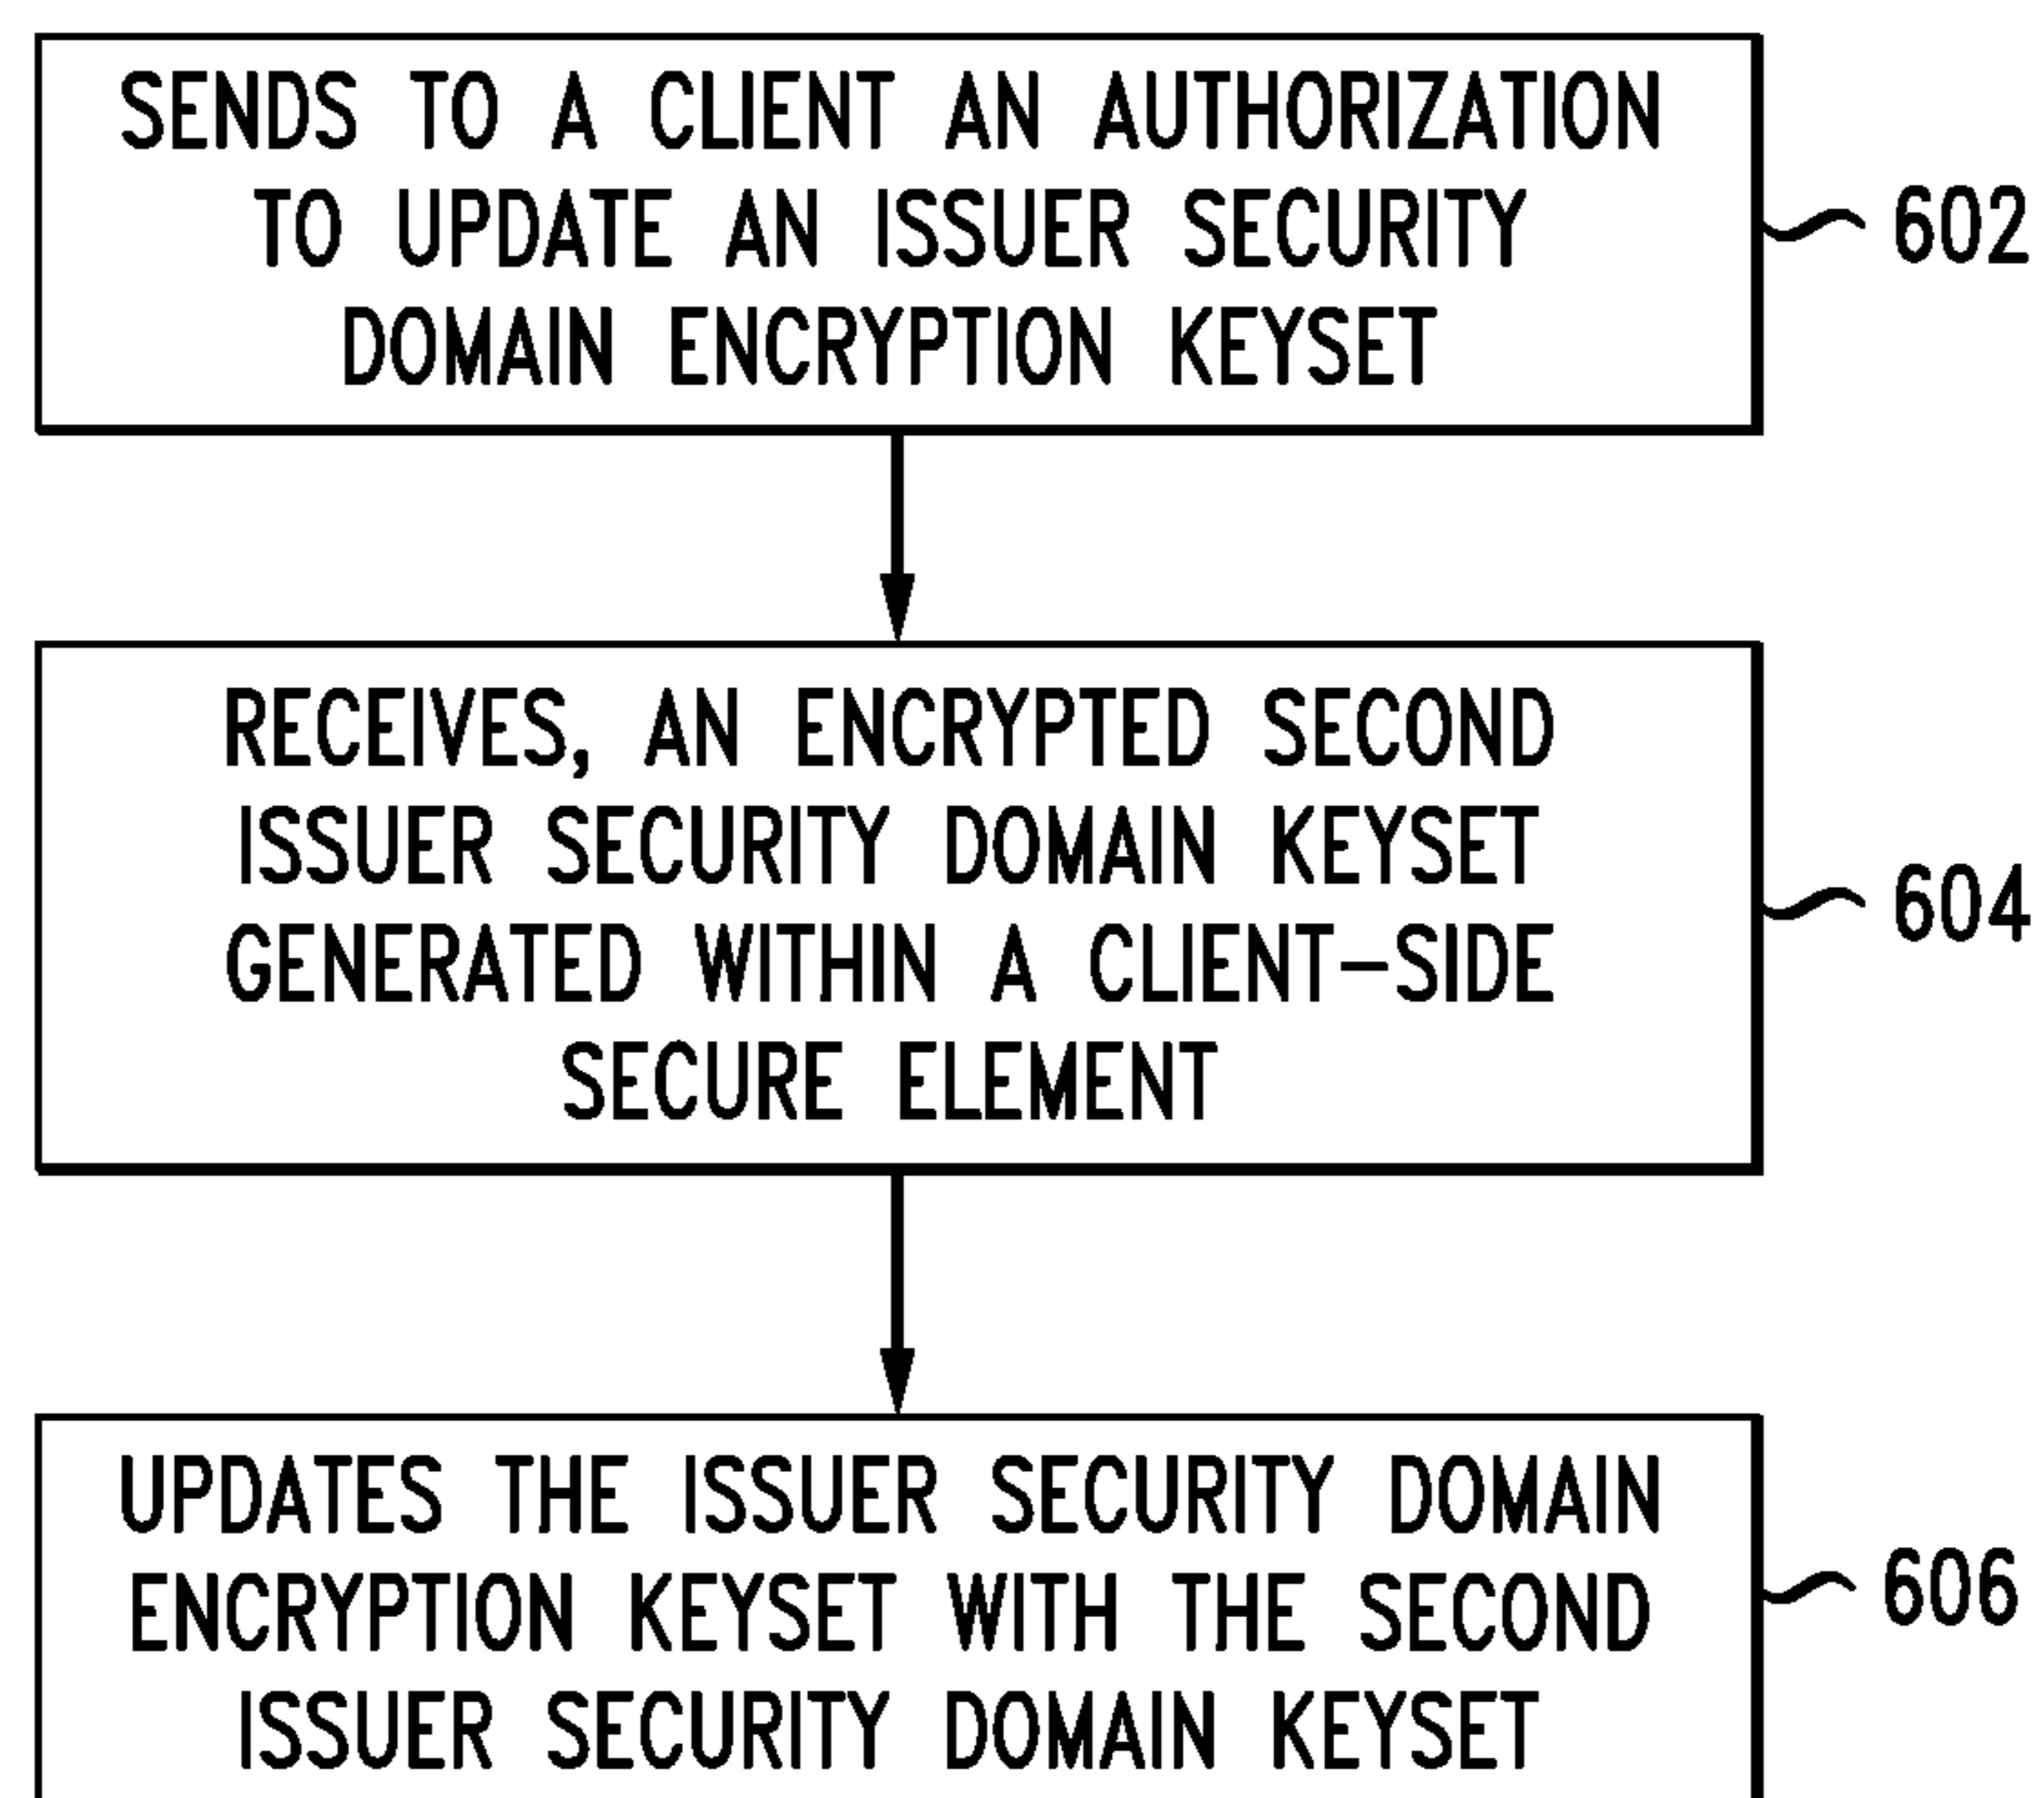 SENDS TO A CLIENT AN AUTHORIZATION
TO UPDATE AN ISSUER SECURITY
DOMAIN ENCRYPTION KEYSET
602
RECEIVES, AN ENCRYPTED SECOND
ISSUER SECURITY DOMAIN KEYSET
GENERATED WITHIN A CLIENT-SIDE
SECURE ELEMENT
604
UPDATES THE ISSUER SECURITY DOMAIN
ENCRYPTION KEYSET WITH THE SECOND
ISSUER SECURITY DOMAIN KEYSET
606